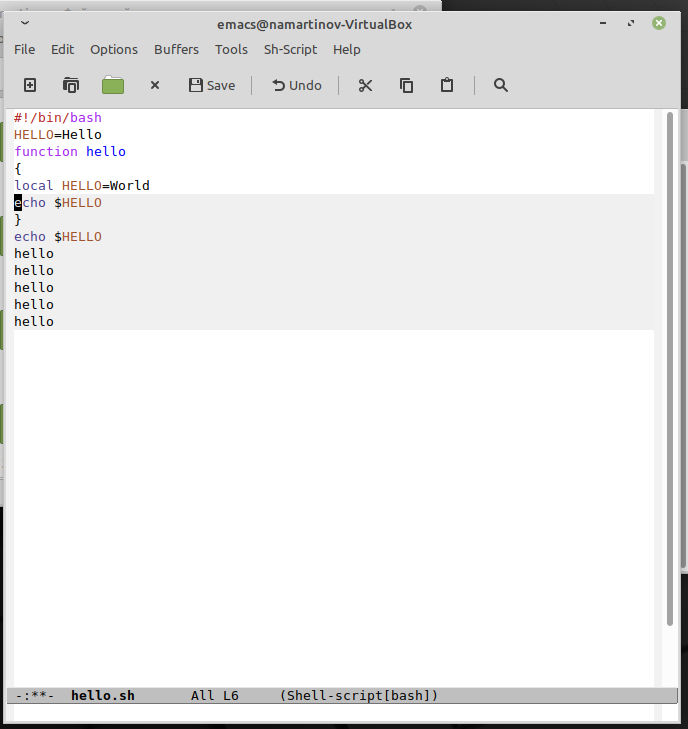 emacs@namartinov-VirtualBox
File Edit Options Buffers Tools Sh-Script Help
Save Undo
#!/bin/bash
HELLO=Hello
function hello
{
local HELLO=World
echo $HELLO
}
echo $HELLO
hello
hello
hello
hello
hello
-:**- hello.sh All L6 (Shell-script[bash])